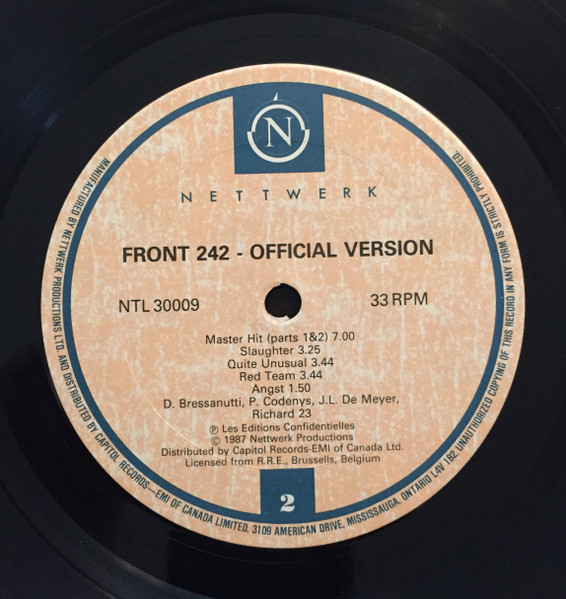 N
NETTWERK
FRONT 242 - OFFICIAL VERSION
NTL 30009
33 RPM
Master Hit (parts 1&2) 7.00
Slaughter 3.25
Quite Unusual 3.44
Red Team 3.44
Angst 1.50
D. Bressanutti, P. Codenys, J.L. De Meyer,
Richard 23
Ⓟ Les Editions Confidentielles
© 1987 Nettwerk Productions
Distributed by Capitol Records-EMI of Canada Ltd.
Licensed from R.R.E., Brussells, Belgium
2
MANUFACTURED BY NETTWERK PRODUCTIONS LTD. AND DISTRIBUTED BY CAPITOL RECORDS—EMI OF CANADA LIMITED, 3109 AMERICAN DRIVE, MISSISSAUGA, ONTARIO L4V 1B2. UNAUTHORIZED COPYING OF THIS RECORD IN ANY FORM IS STRICTLY PROHIBITED.